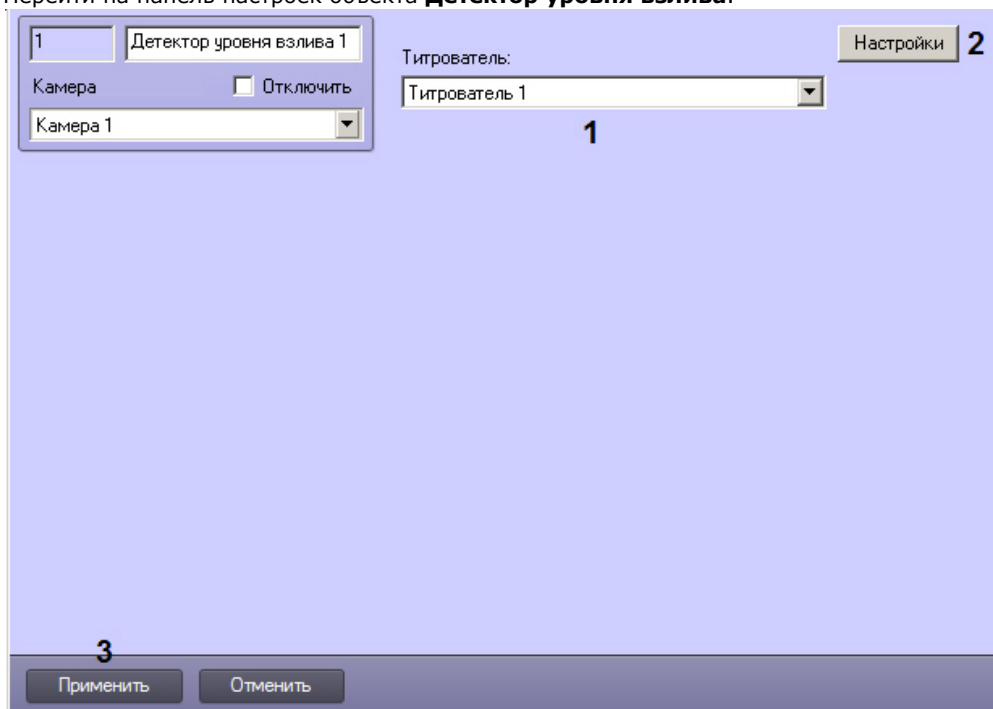 Перейти на панель настроек объекта Детектор уровня взлива.
1 Детектор уровня взлива 1
Камера Отключить
Камера 1
Титрователь:
Титрователь 1
1
Настройки 2
3
Применить Отменить